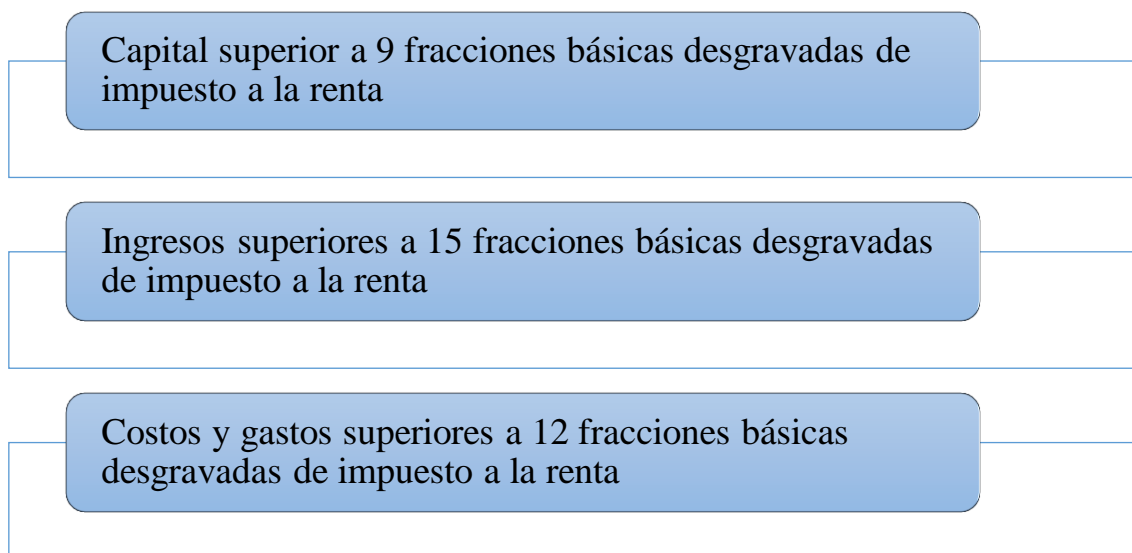 Capital superior a 9 fracciones básicas desgravadas de
impuesto a la renta
Ingresos superiores a 15 fracciones básicas desgravadas
de impuesto a la renta
Costos y gastos superiores a 12 fracciones básicas
desgravadas de impuesto a la renta